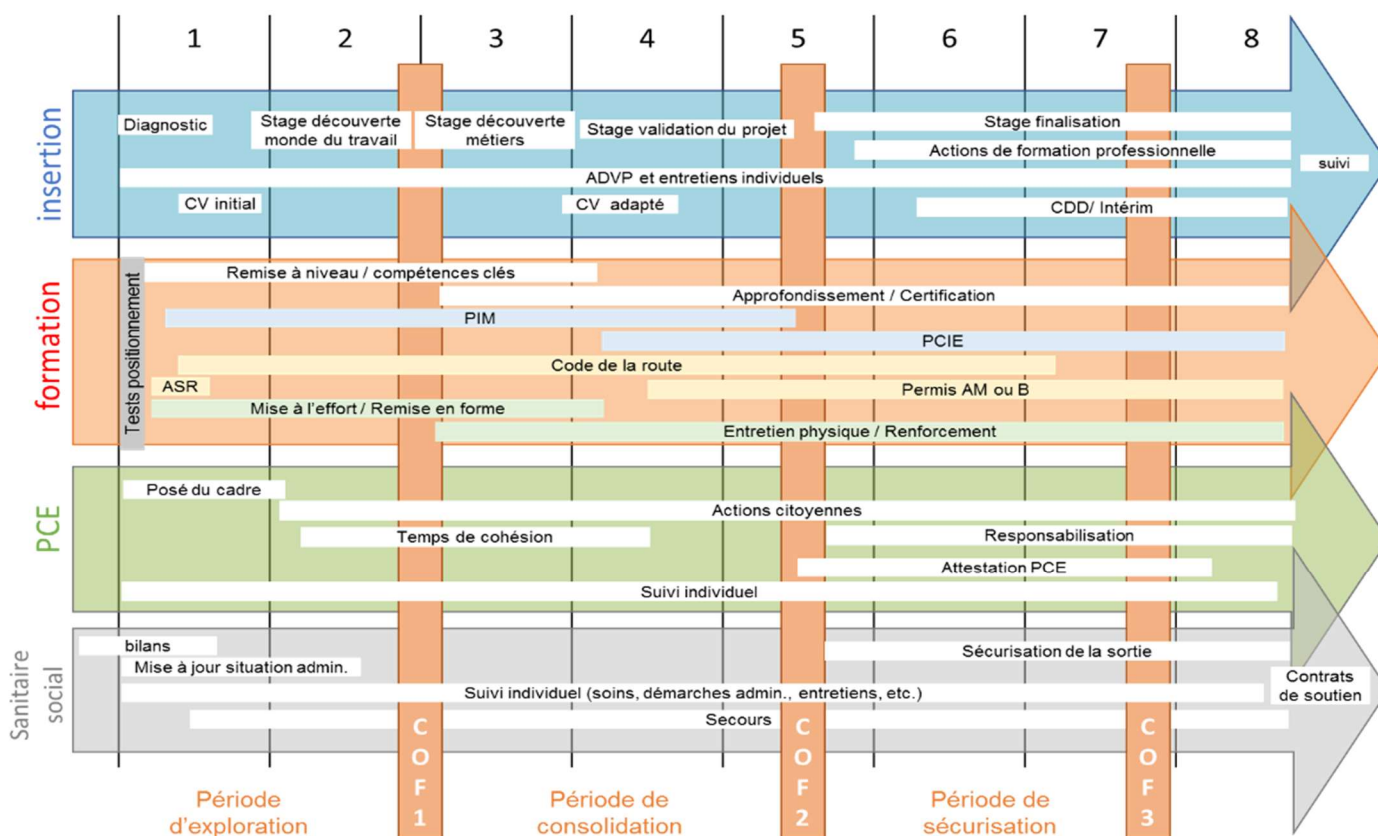 1 2 3 4 5 6 7 8
insertion
Diagnostic
Stage découverte
monde du travail
Stage découverte
métiers
Stage validation du projet
Stage finalisation
Actions de formation professionnelle
suivi
ADVP et entretiens individuels
CV initial
CV adapté
CDD/ Intérim
formation
Tests positionnement
Remise à niveau / compétences clés
Approfondissement / Certification
PIM
PCIE
Code de la route
ASR
Permis AM ou B
Mise à l'effort / Remise en forme
Entretien physique / Renforcement
PCE
Posé du cadre
Actions citoyennes
Temps de cohésion
Responsabilisation
Attestation PCE
Suivi individuel
Sanitaire
social
bilans
Sécurisation de la sortie
Mise à jour situation admin.
Suivi individuel (soins, démarches admin., entretiens, etc.)
Contrats
de soutien
Secours
COF1
COF2
COF3
Période
d'exploration
Période de
consolidation
Période de
sécurisation